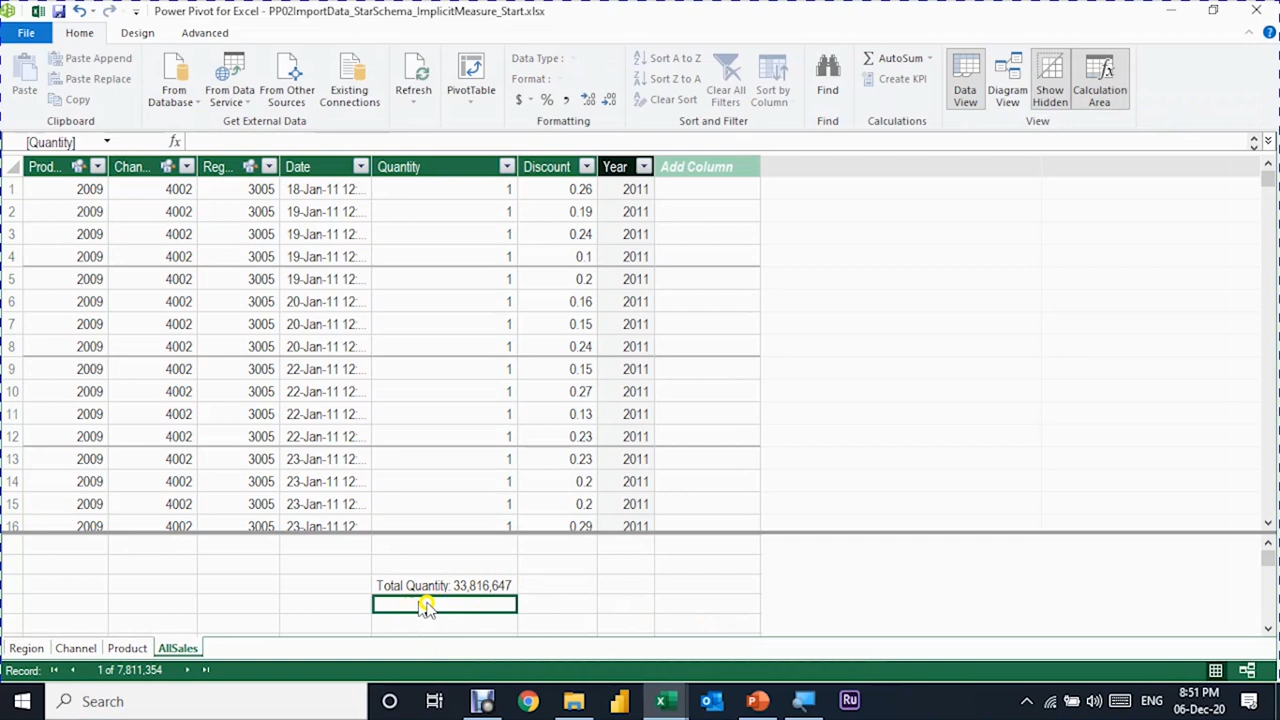 Power Pivot for Excel - PP02ImportData_StarSchema_ImplicitMeasure_Start.xlsx
File Home Design Advanced
Paste
Paste Append
Paste Replace
Copy
Clipboard
From Database
From Data Service
From Other Sources
Existing Connections
Get External Data
Refresh
PivotTable
Data Type :
Format :
$ % ,
Formatting
Sort A to Z
Sort Z to A
Clear Sort
Clear All Filters
Sort by Column
Sort and Filter
Find
Find
AutoSum
Create KPI
Calculations
Data View
Diagram View
Show Hidden
Calculation Area
View
[Quantity] fx
Prod... Chan... Reg... Date Quantity Discount Year Add Column
1 2009 4002 3005 18-Jan-11 12:... 1 0.26 2011
2 2009 4002 3005 19-Jan-11 12:... 1 0.19 2011
3 2009 4002 3005 19-Jan-11 12:... 1 0.24 2011
4 2009 4002 3005 19-Jan-11 12:... 1 0.1 2011
5 2009 4002 3005 19-Jan-11 12:... 1 0.2 2011
6 2009 4002 3005 20-Jan-11 12:... 1 0.16 2011
7 2009 4002 3005 20-Jan-11 12:... 1 0.15 2011
8 2009 4002 3005 20-Jan-11 12:... 1 0.24 2011
9 2009 4002 3005 22-Jan-11 12:... 1 0.15 2011
10 2009 4002 3005 22-Jan-11 12:... 1 0.27 2011
11 2009 4002 3005 22-Jan-11 12:... 1 0.13 2011
12 2009 4002 3005 22-Jan-11 12:... 1 0.23 2011
13 2009 4002 3005 23-Jan-11 12:... 1 0.23 2011
14 2009 4002 3005 23-Jan-11 12:... 1 0.2 2011
15 2009 4002 3005 23-Jan-11 12:... 1 0.2 2011
16 2009 4002 3005 23-Jan-11 12: 1 0.29 2011
Total Quantity: 33,816,647
Region Channel Product AllSales
Record: 1 of 7,811,354
Search
Ru
ENG
8:51 PM
06-Dec-20